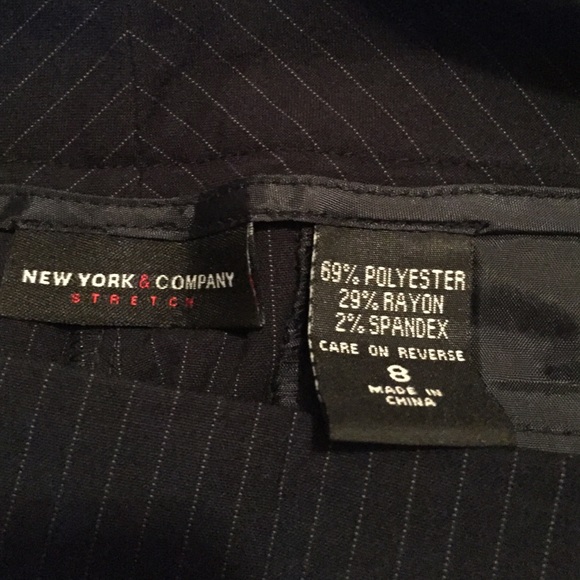 NEW YORK & COMPANY
STRETCH
69% POLYESTER
29% RAYON
2% SPANDEX
CARE ON REVERSE
8
MADE IN
CHINA